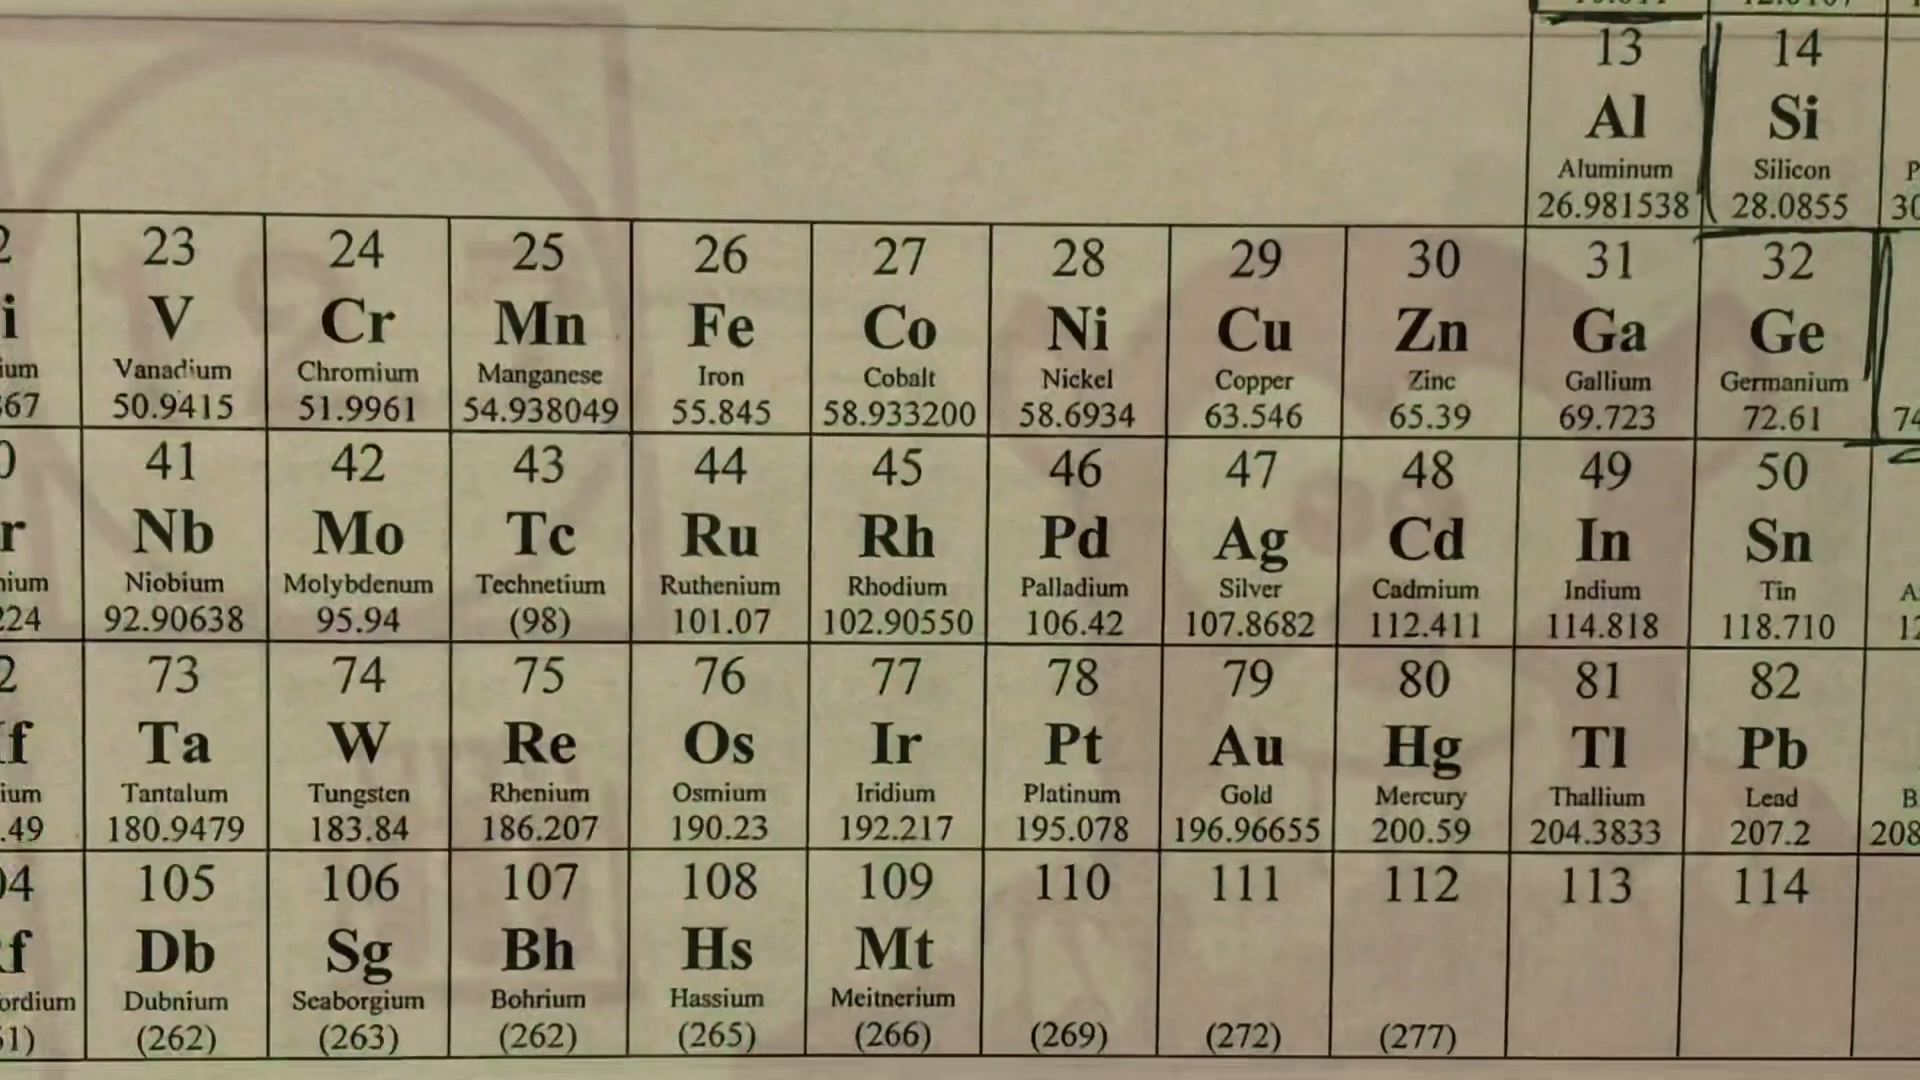 13 14
Al Si
Aluminum Silicon
26.981538 28.0855
23 24 25 26 27 28 29 30 31 32
V Cr Mn Fe Co Ni Cu Zn Ga Ge
Vanadium Chromium Manganese Iron Cobalt Nickel Copper Zinc Gallium Germanium
50.9415 51.9961 54.938049 55.845 58.933200 58.6934 63.546 65.39 69.723 72.61
41 42 43 44 45 46 47 48 49 50
Nb Mo Tc Ru Rh Pd Ag Cd In Sn
Niobium Molybdenum Technetium Ruthenium Rhodium Palladium Silver Cadmium Indium Tin
92.90638 95.94 (98) 101.07 102.90550 106.42 107.8682 112.411 114.818 118.710
73 74 75 76 77 78 79 80 81 82
Ta W Re Os Ir Pt Au Hg Tl Pb
Tantalum Tungsten Rhenium Osmium Iridium Platinum Gold Mercury Thallium Lead
180.9479 183.84 186.207 190.23 192.217 195.078 196.96655 200.59 204.3833 207.2
105 106 107 108 109 110 111 112 113 114
Db Sg Bh Hs Mt
Dubnium Seaborgium Bohrium Hassium Meitnerium
(262) (263) (262) (265) (266) (269) (272) (277)